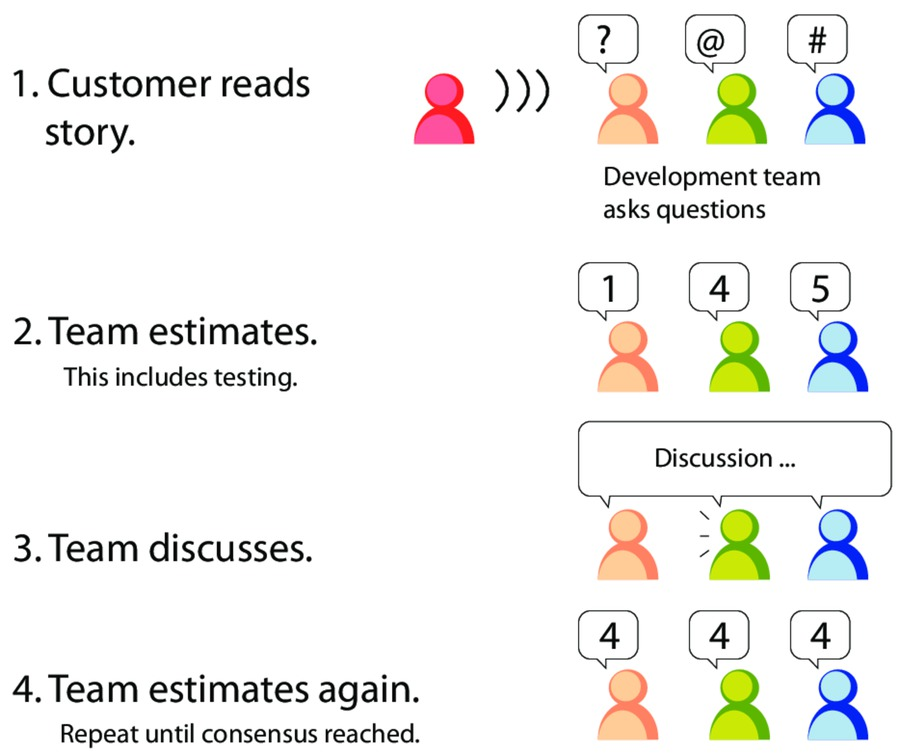 1. Customer reads
story.
? @ #
Development team
asks questions
2. Team estimates.
This includes testing.
1 4 5
3. Team discusses.
Discussion ...
4. Team estimates again.
Repeat until consensus reached.
4 4 4